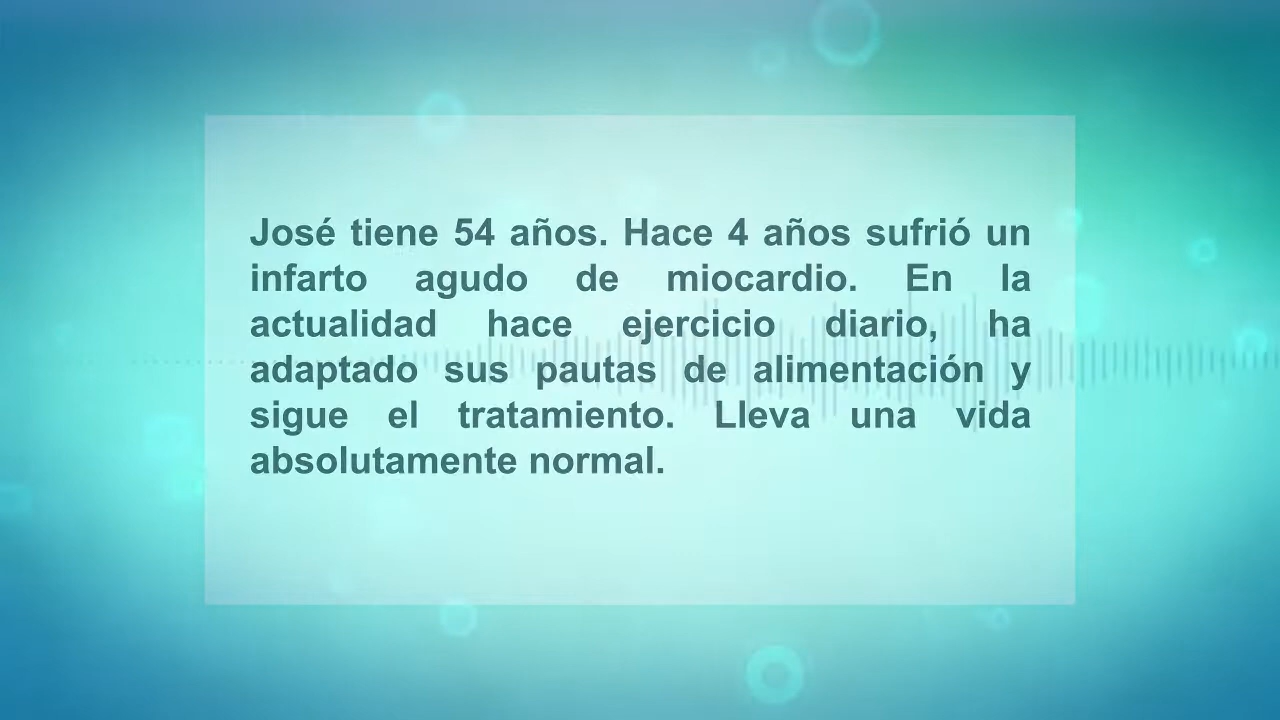 José tiene 54 años. Hace 4 años sufrió un
infarto agudo de miocardio. En la
actualidad hace ejercicio diario, ha
adaptado sus pautas de alimentación y
sigue el tratamiento. Lleva una vida
absolutamente normal.